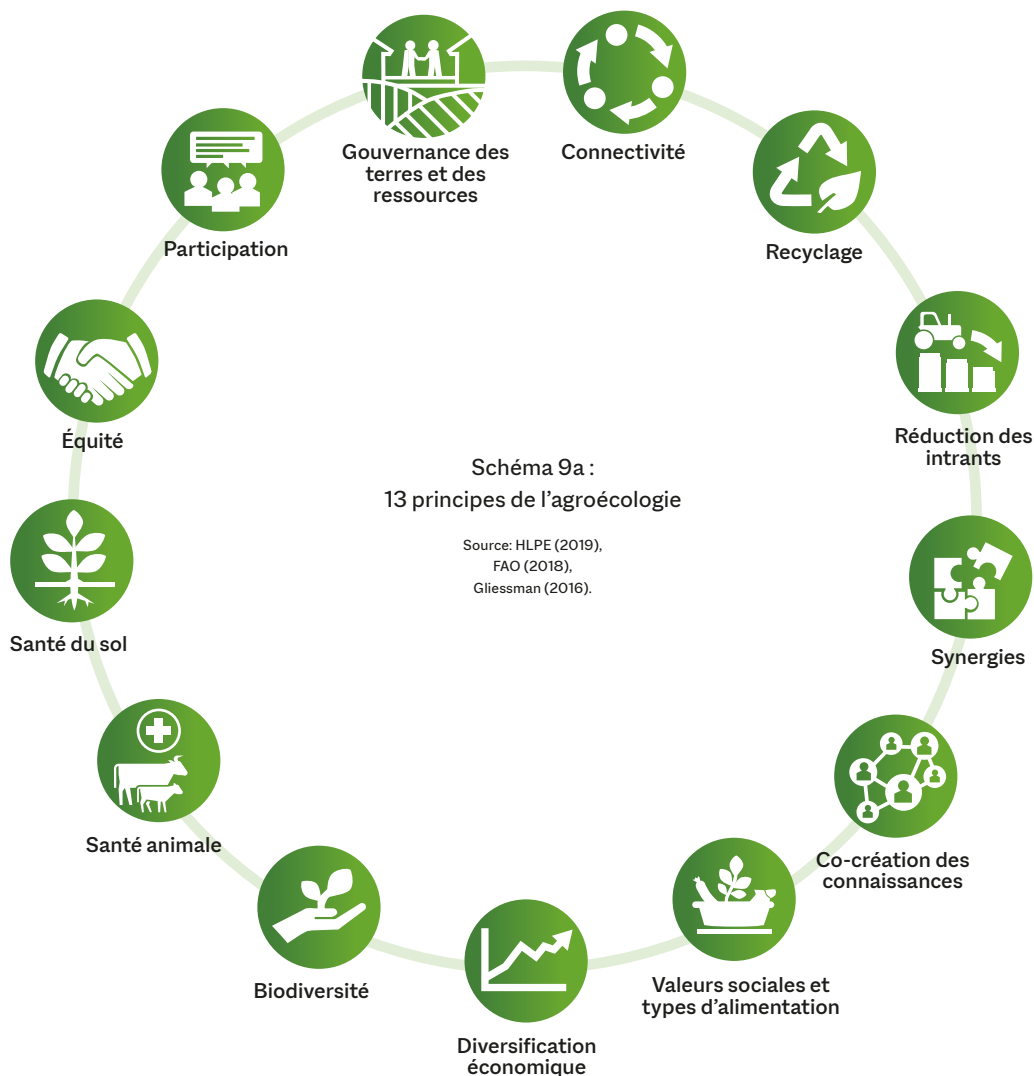 Gouvernance des
terres et des
ressources
Connectivité
Recyclage
Réduction des
intrants
Synergies
Co-création des
connaissances
Valeurs sociales et
types d'alimentation
Diversification
économique
Biodiversité
Santé animale
Santé du sol
Équité
Participation
Schéma 9a :
13 principes de l'agroécologie
Source: HLPE (2019),
FAO (2018),
Gliessman (2016).